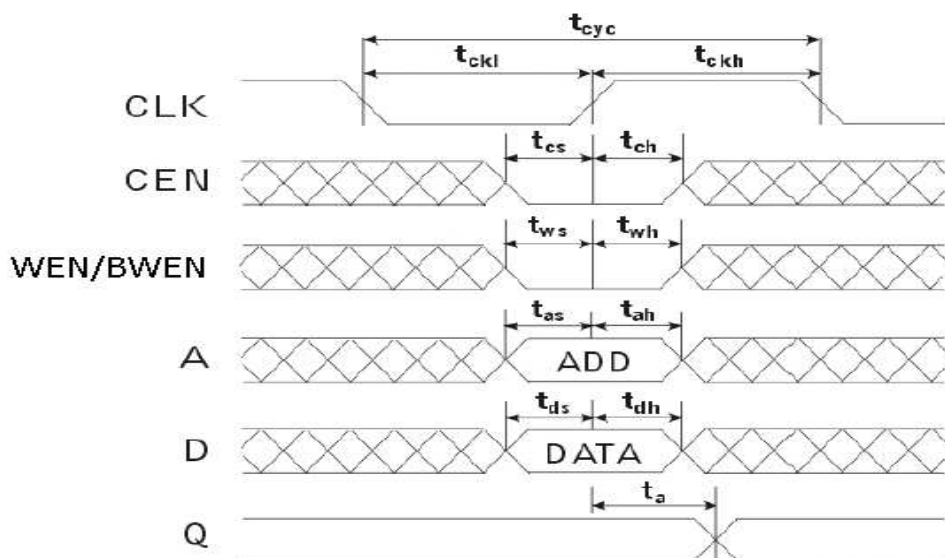 tcyc
tckl tckh
CLK
tcs tch
CEN
tws twh
WEN/BWEN
tas tah
A ADD
tds tdh
D DATA
ta
Q